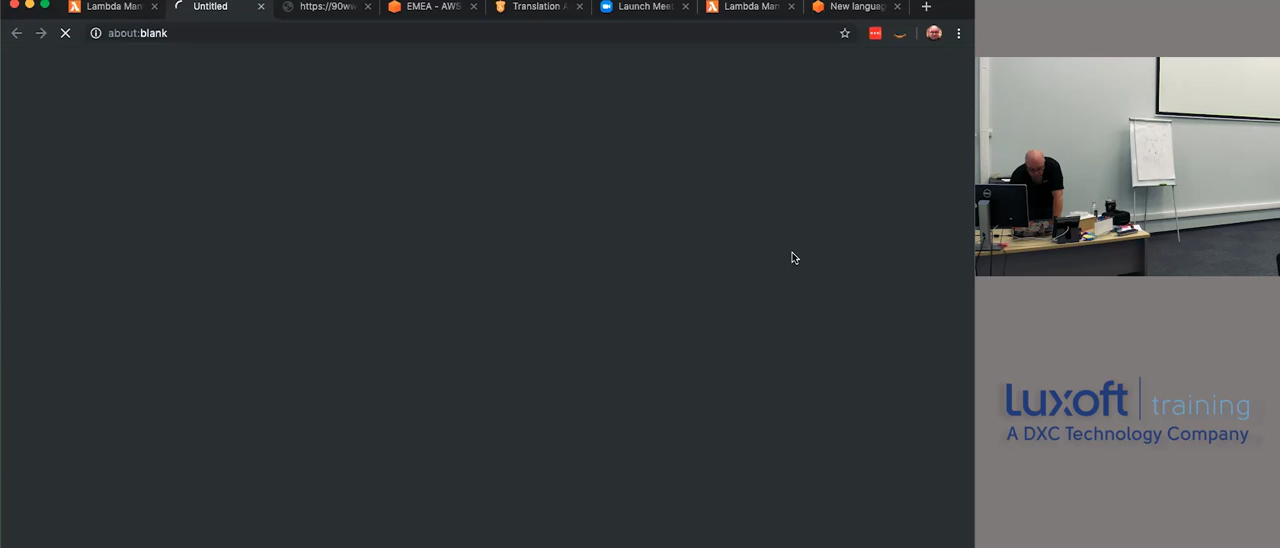 Lambda Man
Untitled
https://90ww
EMEA - AWS
Translation A
Launch Meet
Lambda Man
New languag
about:blank
Luxoft training
A DXC Technology Company